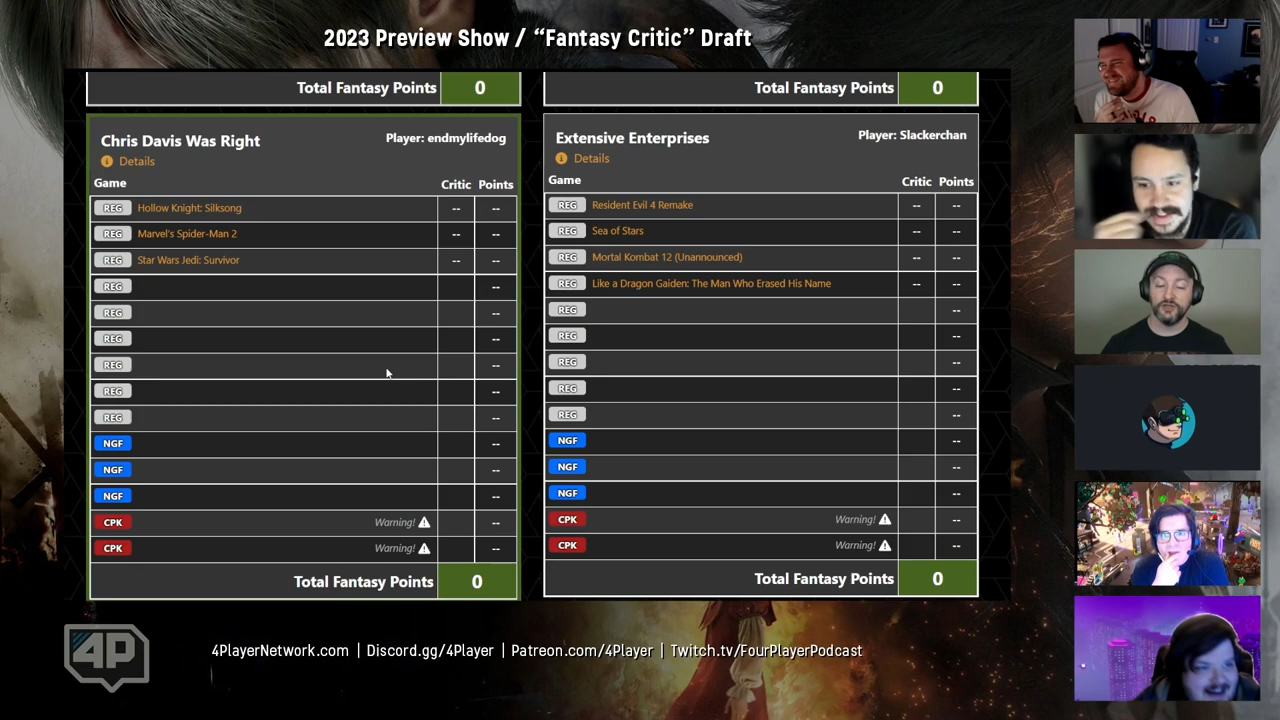 2023 Preview Show / “Fantasy Critic” Draft
Total Fantasy Points 0
Total Fantasy Points 0
Chris Davis Was Right Player: endmylifedog
Details
Game Critic Points
REG Hollow Knight: Silksong -- --
REG Marvel's Spider-Man 2 -- --
REG Star Wars Jedi: Survivor -- --
REG --
REG --
REG --
REG --
REG --
REG --
NGF --
NGF --
NGF --
CPK Warning! --
CPK Warning! --
Total Fantasy Points 0
Extensive Enterprises Player: Slackerchan
Details
Game Critic Points
REG Resident Evil 4 Remake -- --
REG Sea of Stars -- --
REG Mortal Kombat 12 (Unannounced) -- --
REG Like a Dragon Gaiden: The Man Who Erased His Name -- --
REG --
REG --
REG --
REG --
REG --
NGF --
NGF --
NGF --
CPK Warning! --
CPK Warning! --
Total Fantasy Points 0
4P
4PlayerNetwork.com | Discord.gg/4Player | Patreon.com/4Player | Twitch.tv/FourPlayerPodcast